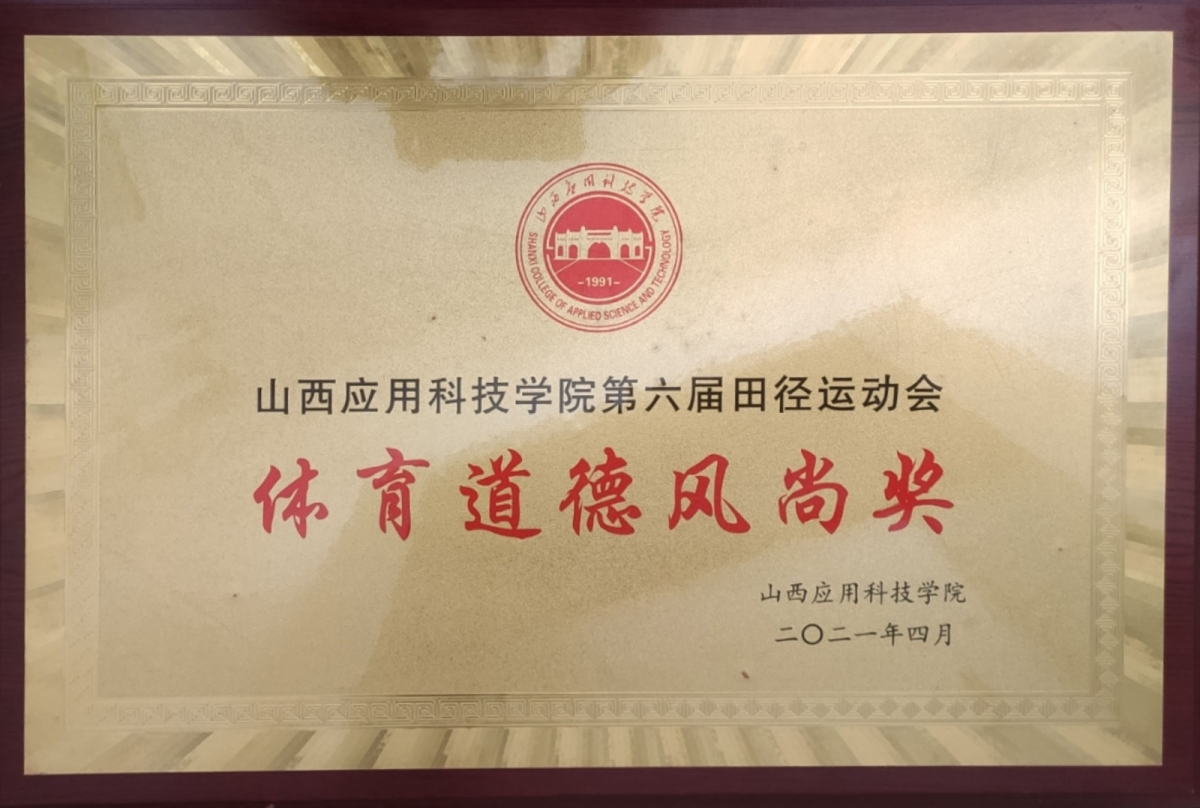 山西应用科技学院
SHANXI COLLEGE OF APPLIED SCIENCE AND TECHNOLOGY
-1991-
山西应用科技学院第六届田径运动会
体育道德风尚奖
山西应用科技学院
二〇二一年四月